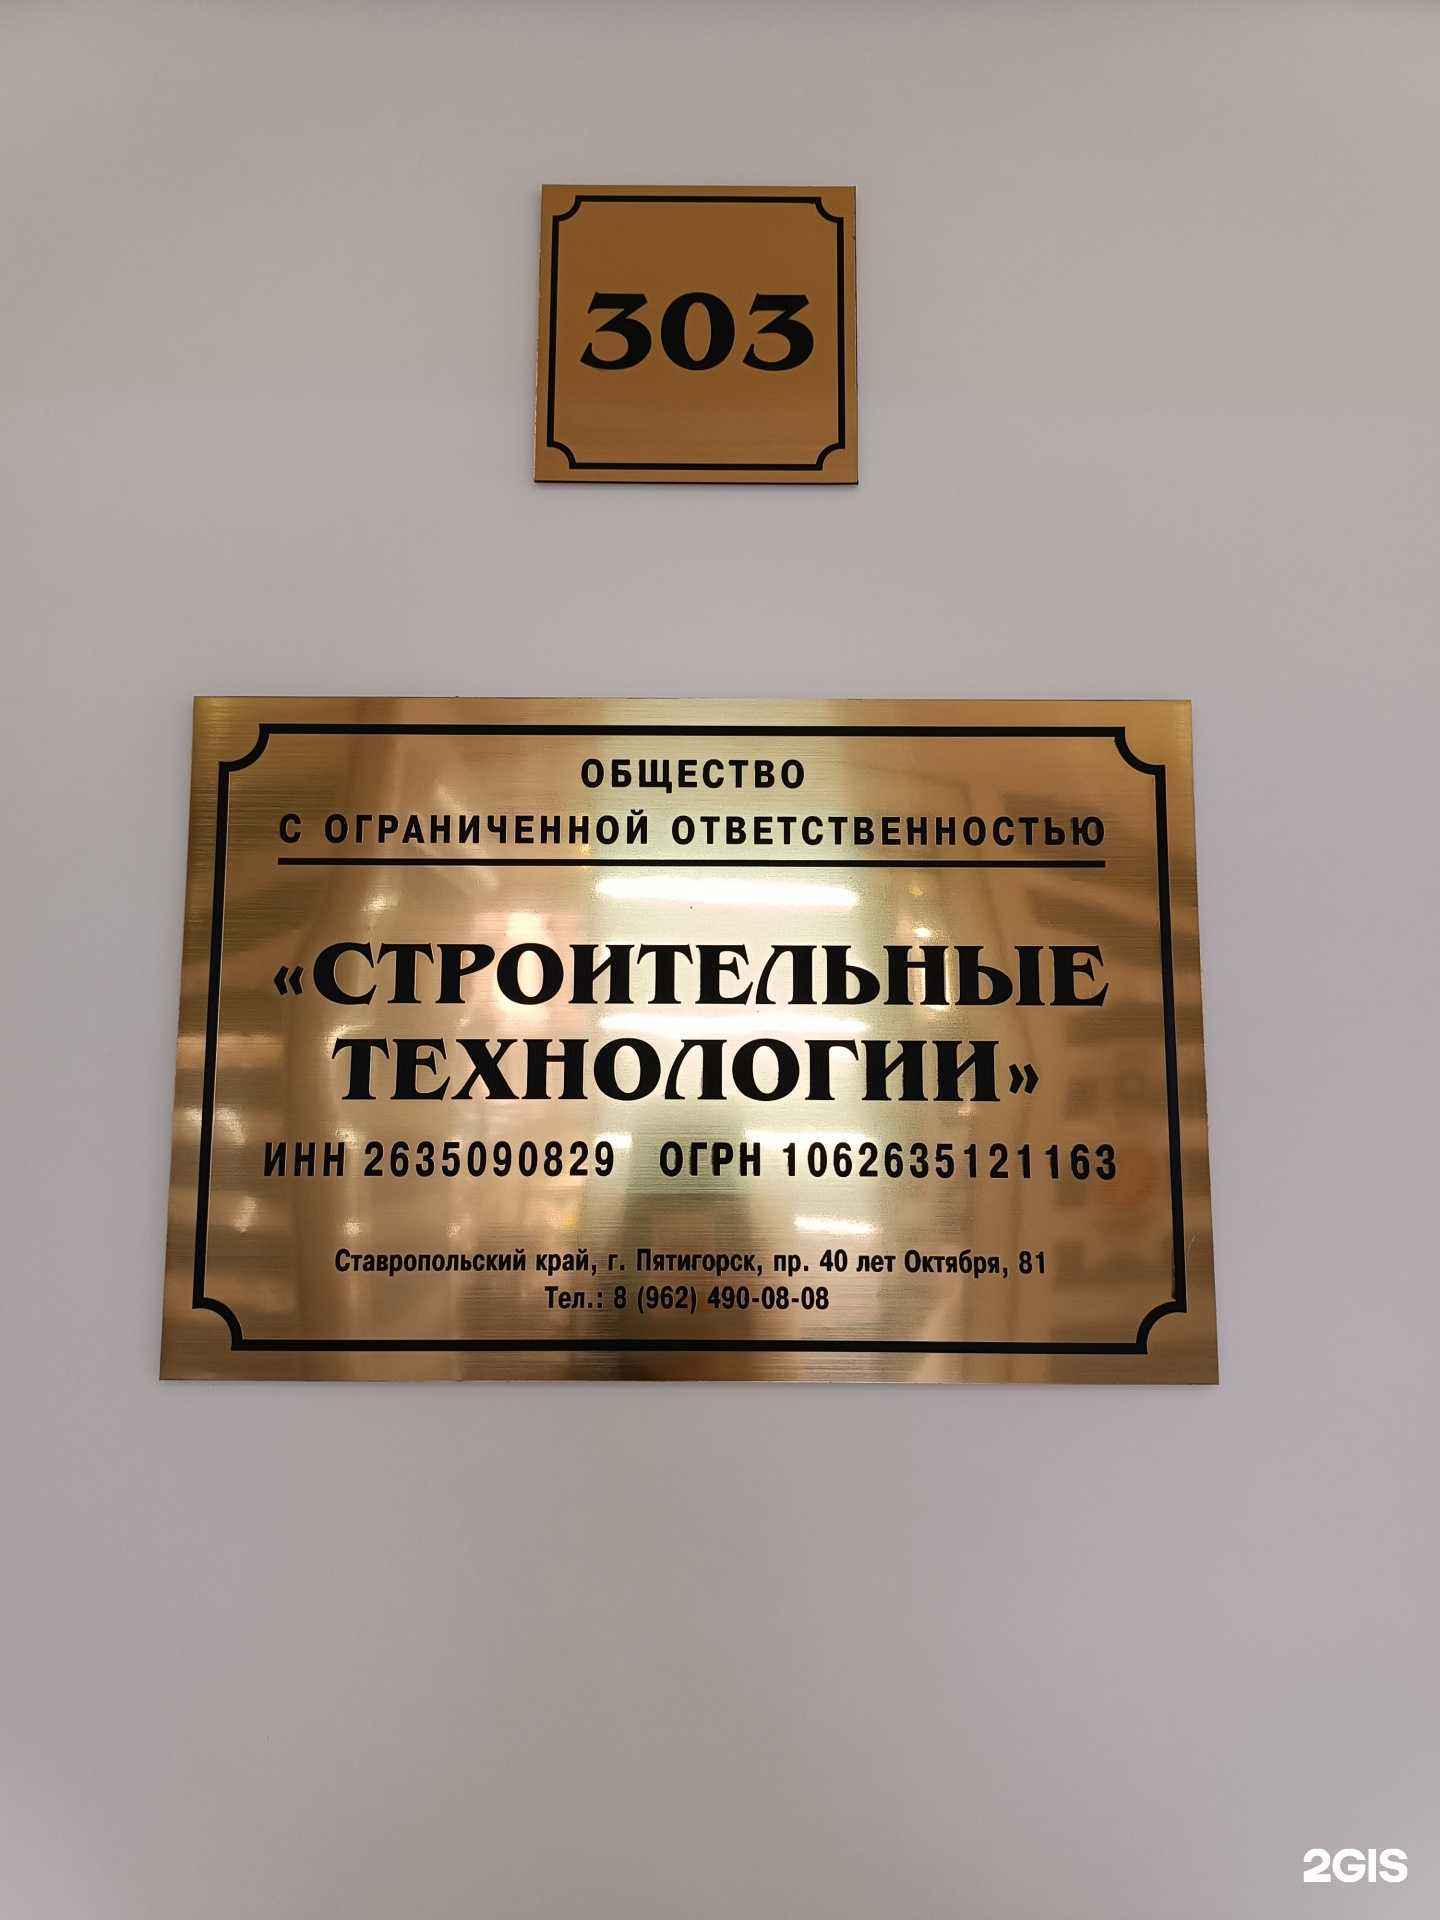 303
ОБЩЕСТВО
С ОГРАНИЧЕННОЙ ОТВЕТСТВЕННОСТЬЮ
«СТРОИТЕЛЬНЫЕ
ТЕХНОЛОГИИ»
ИНН 2635090829 ОГРН 1062635121163
Ставропольский край, г. Пятигорск, пр. 40 лет Октября, 81
Тел.: 8 (962) 490-08-08
2GIS